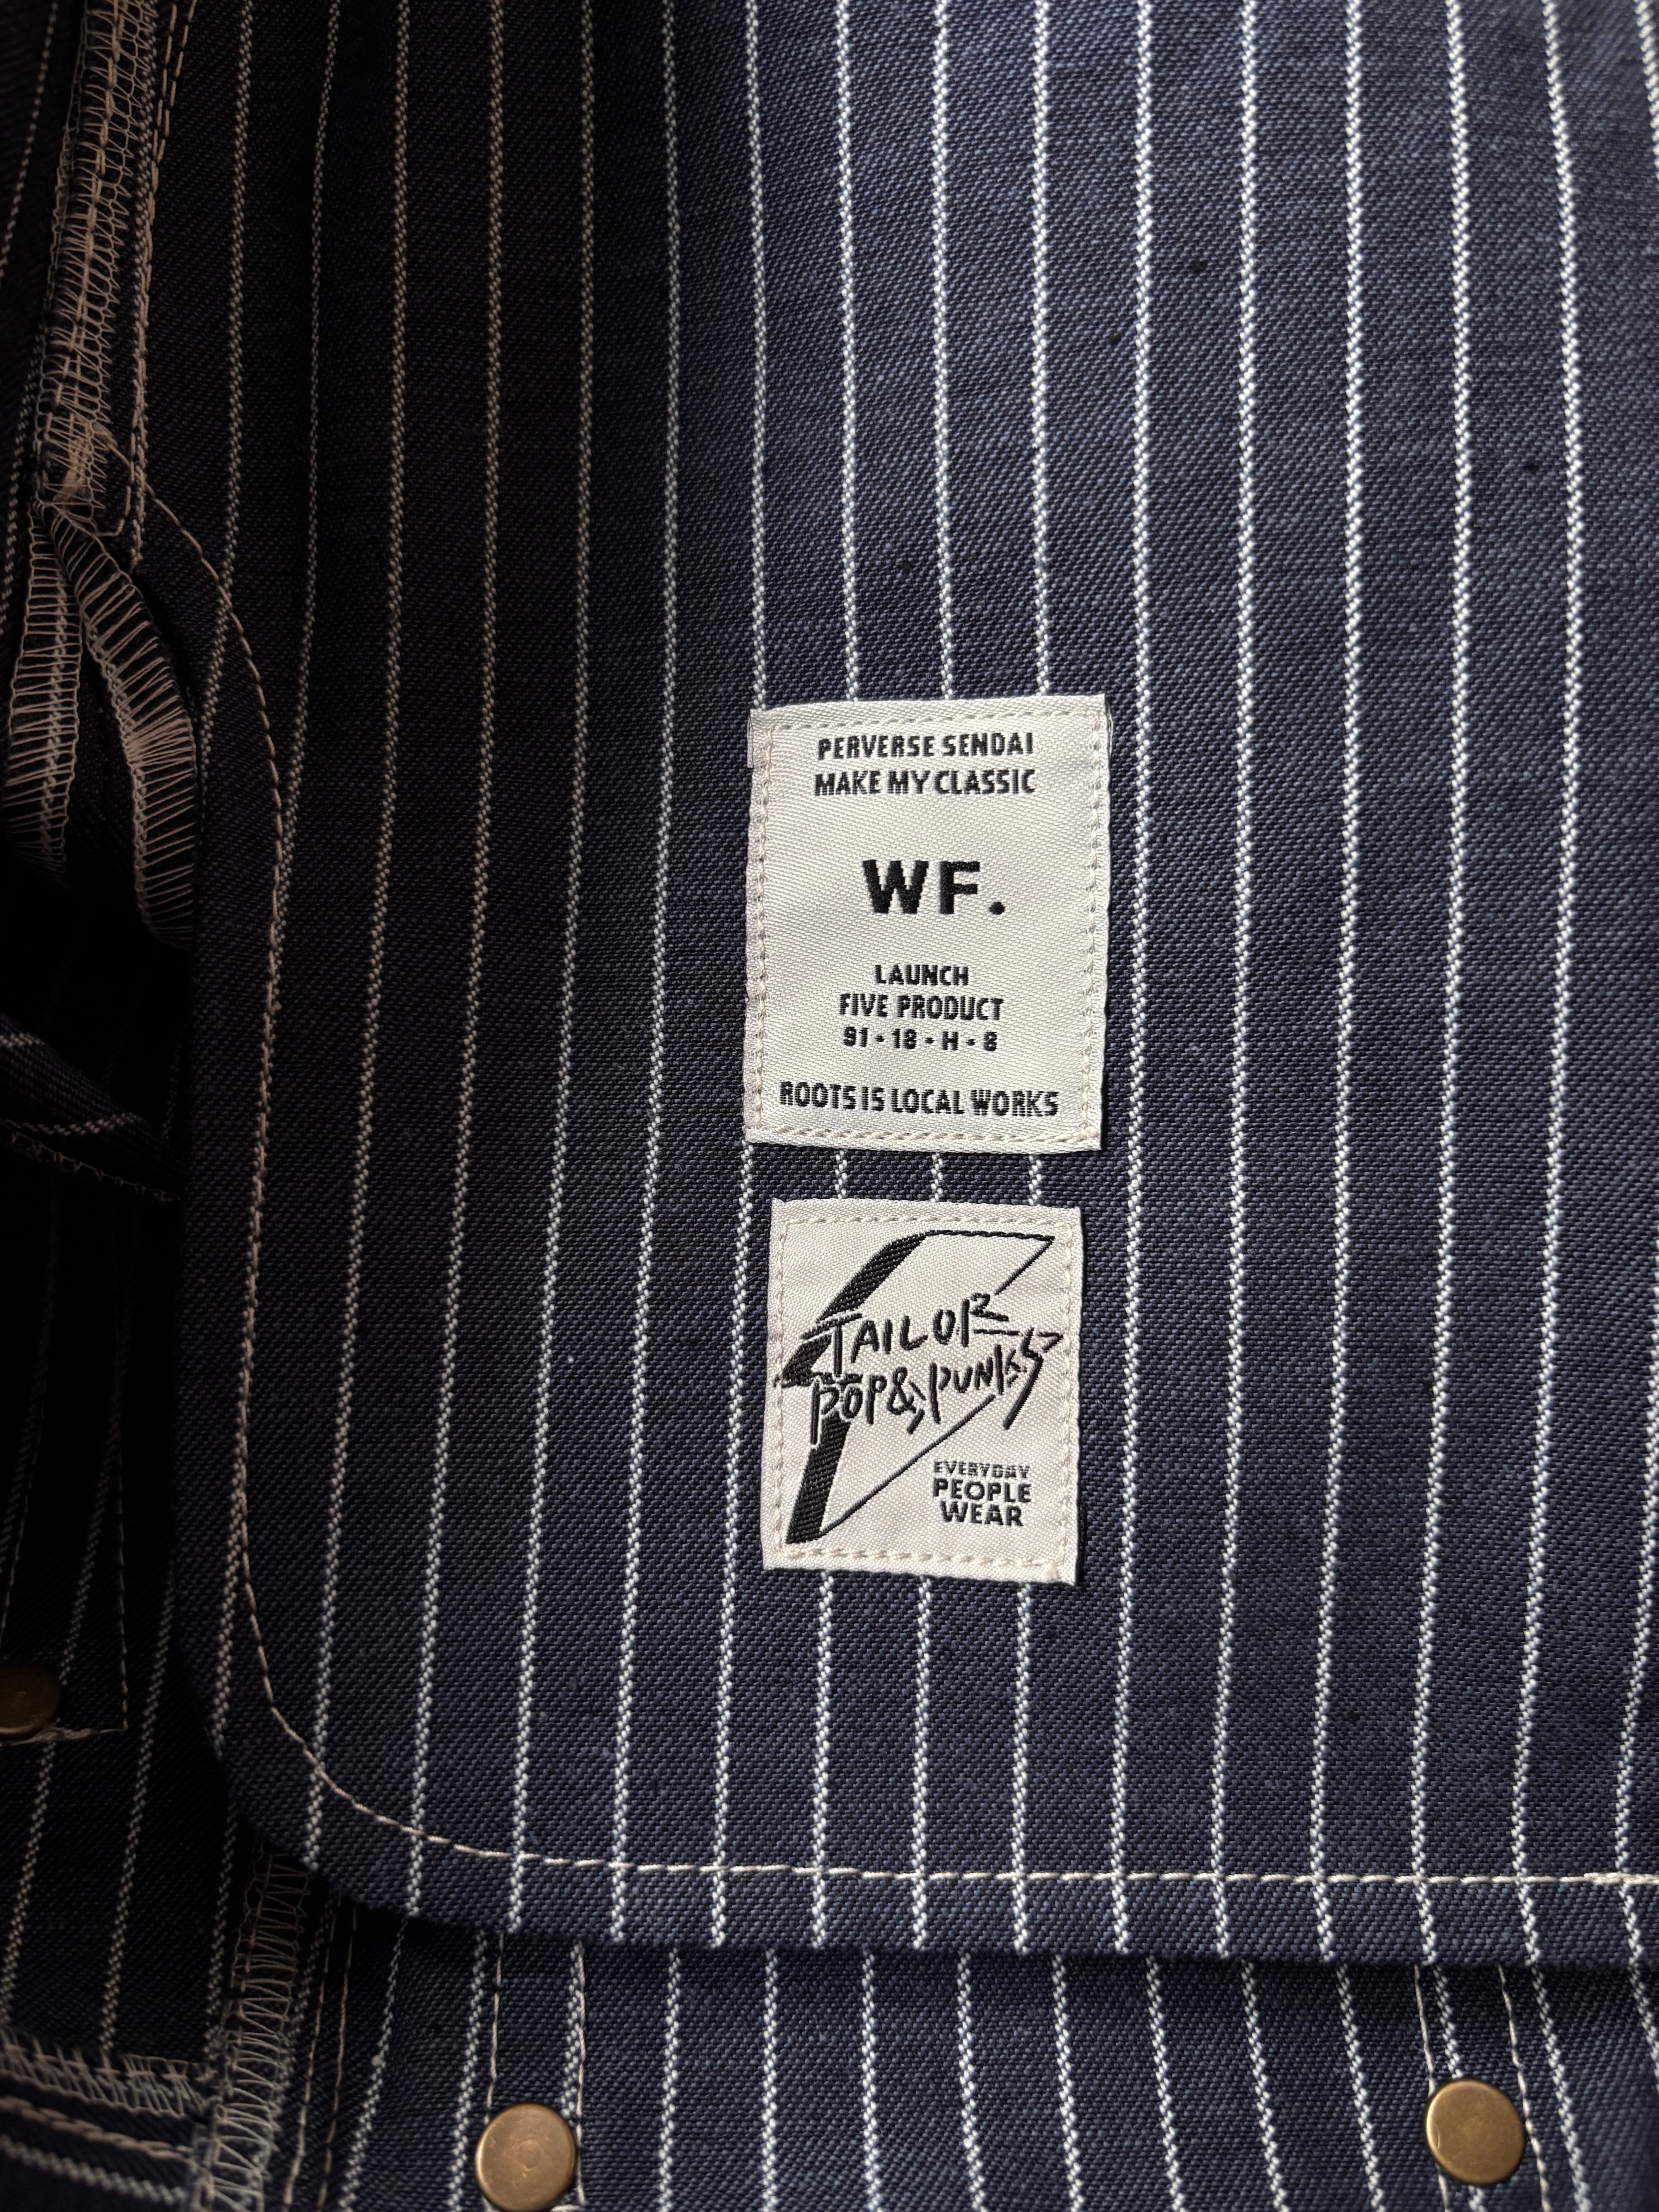 PERVERSE SENDAI
MAKE MY CLASSIC
WF.
LAUNCH
FIVE PRODUCT
91 - 18 - H - 8
ROOTS IS LOCAL WORKS
TAILOR
POP & PUNKS
EVERYDAY
PEOPLE
WEAR